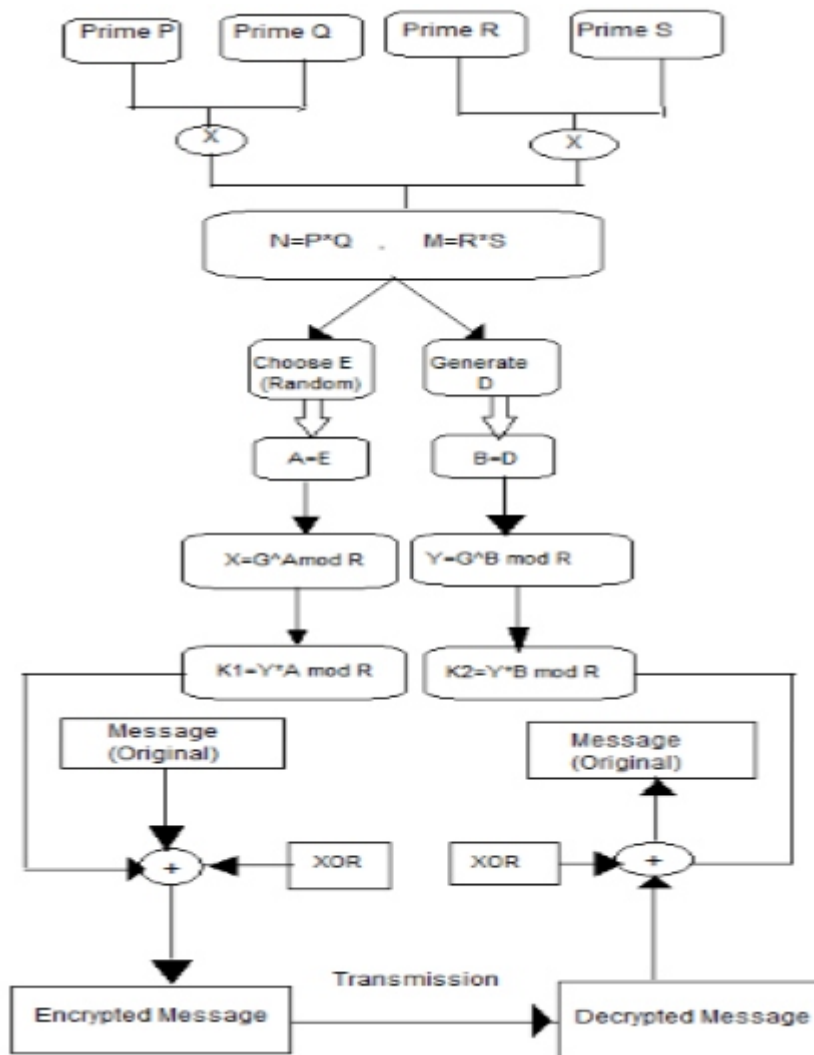 Prime P
Prime Q
Prime R
Prime S
X
X
N=P*Q , M=R*S
Choose E
(Random)
Generate
D
A=E
B=D
X=G^Amod R
Y=G^B mod R
K1=Y*A mod R
K2=Y*B mod R
Message
(Original)
Message
(Original)
+
XOR
XOR
+
Transmission
Encrypted Message
Decrypted Message